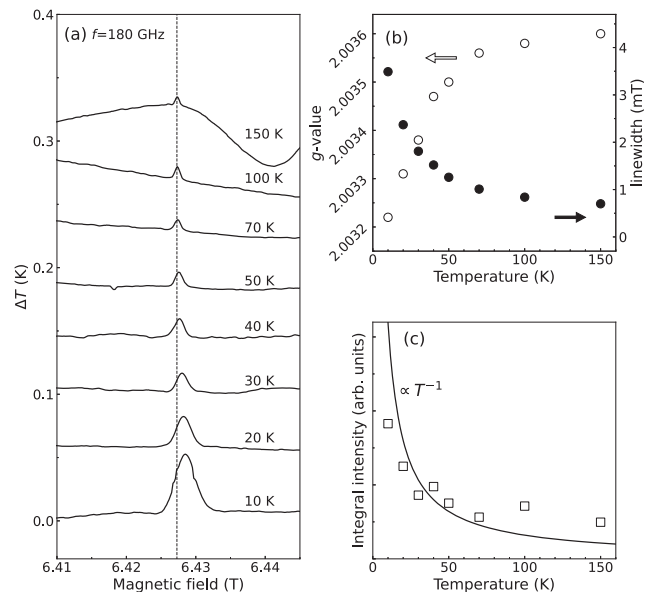 (a) f=180 GHz
150 K
100 K
70 K
50 K
40 K
30 K
20 K
10 K
0.3
0.2
0.1
0.0
ΔT (K)
6.41 6.42 6.43 6.44
Magnetic field (T)
(b)
2.0036
2.0035
2.0034
2.0033
2.0032
g-value
4
3
2
1
0
linewidth (mT)
0 50 100 150
Temperature (K)
(c)
∝ T⁻¹
Integral intensity (arb. units)
0 50 100 150
Temperature (K)